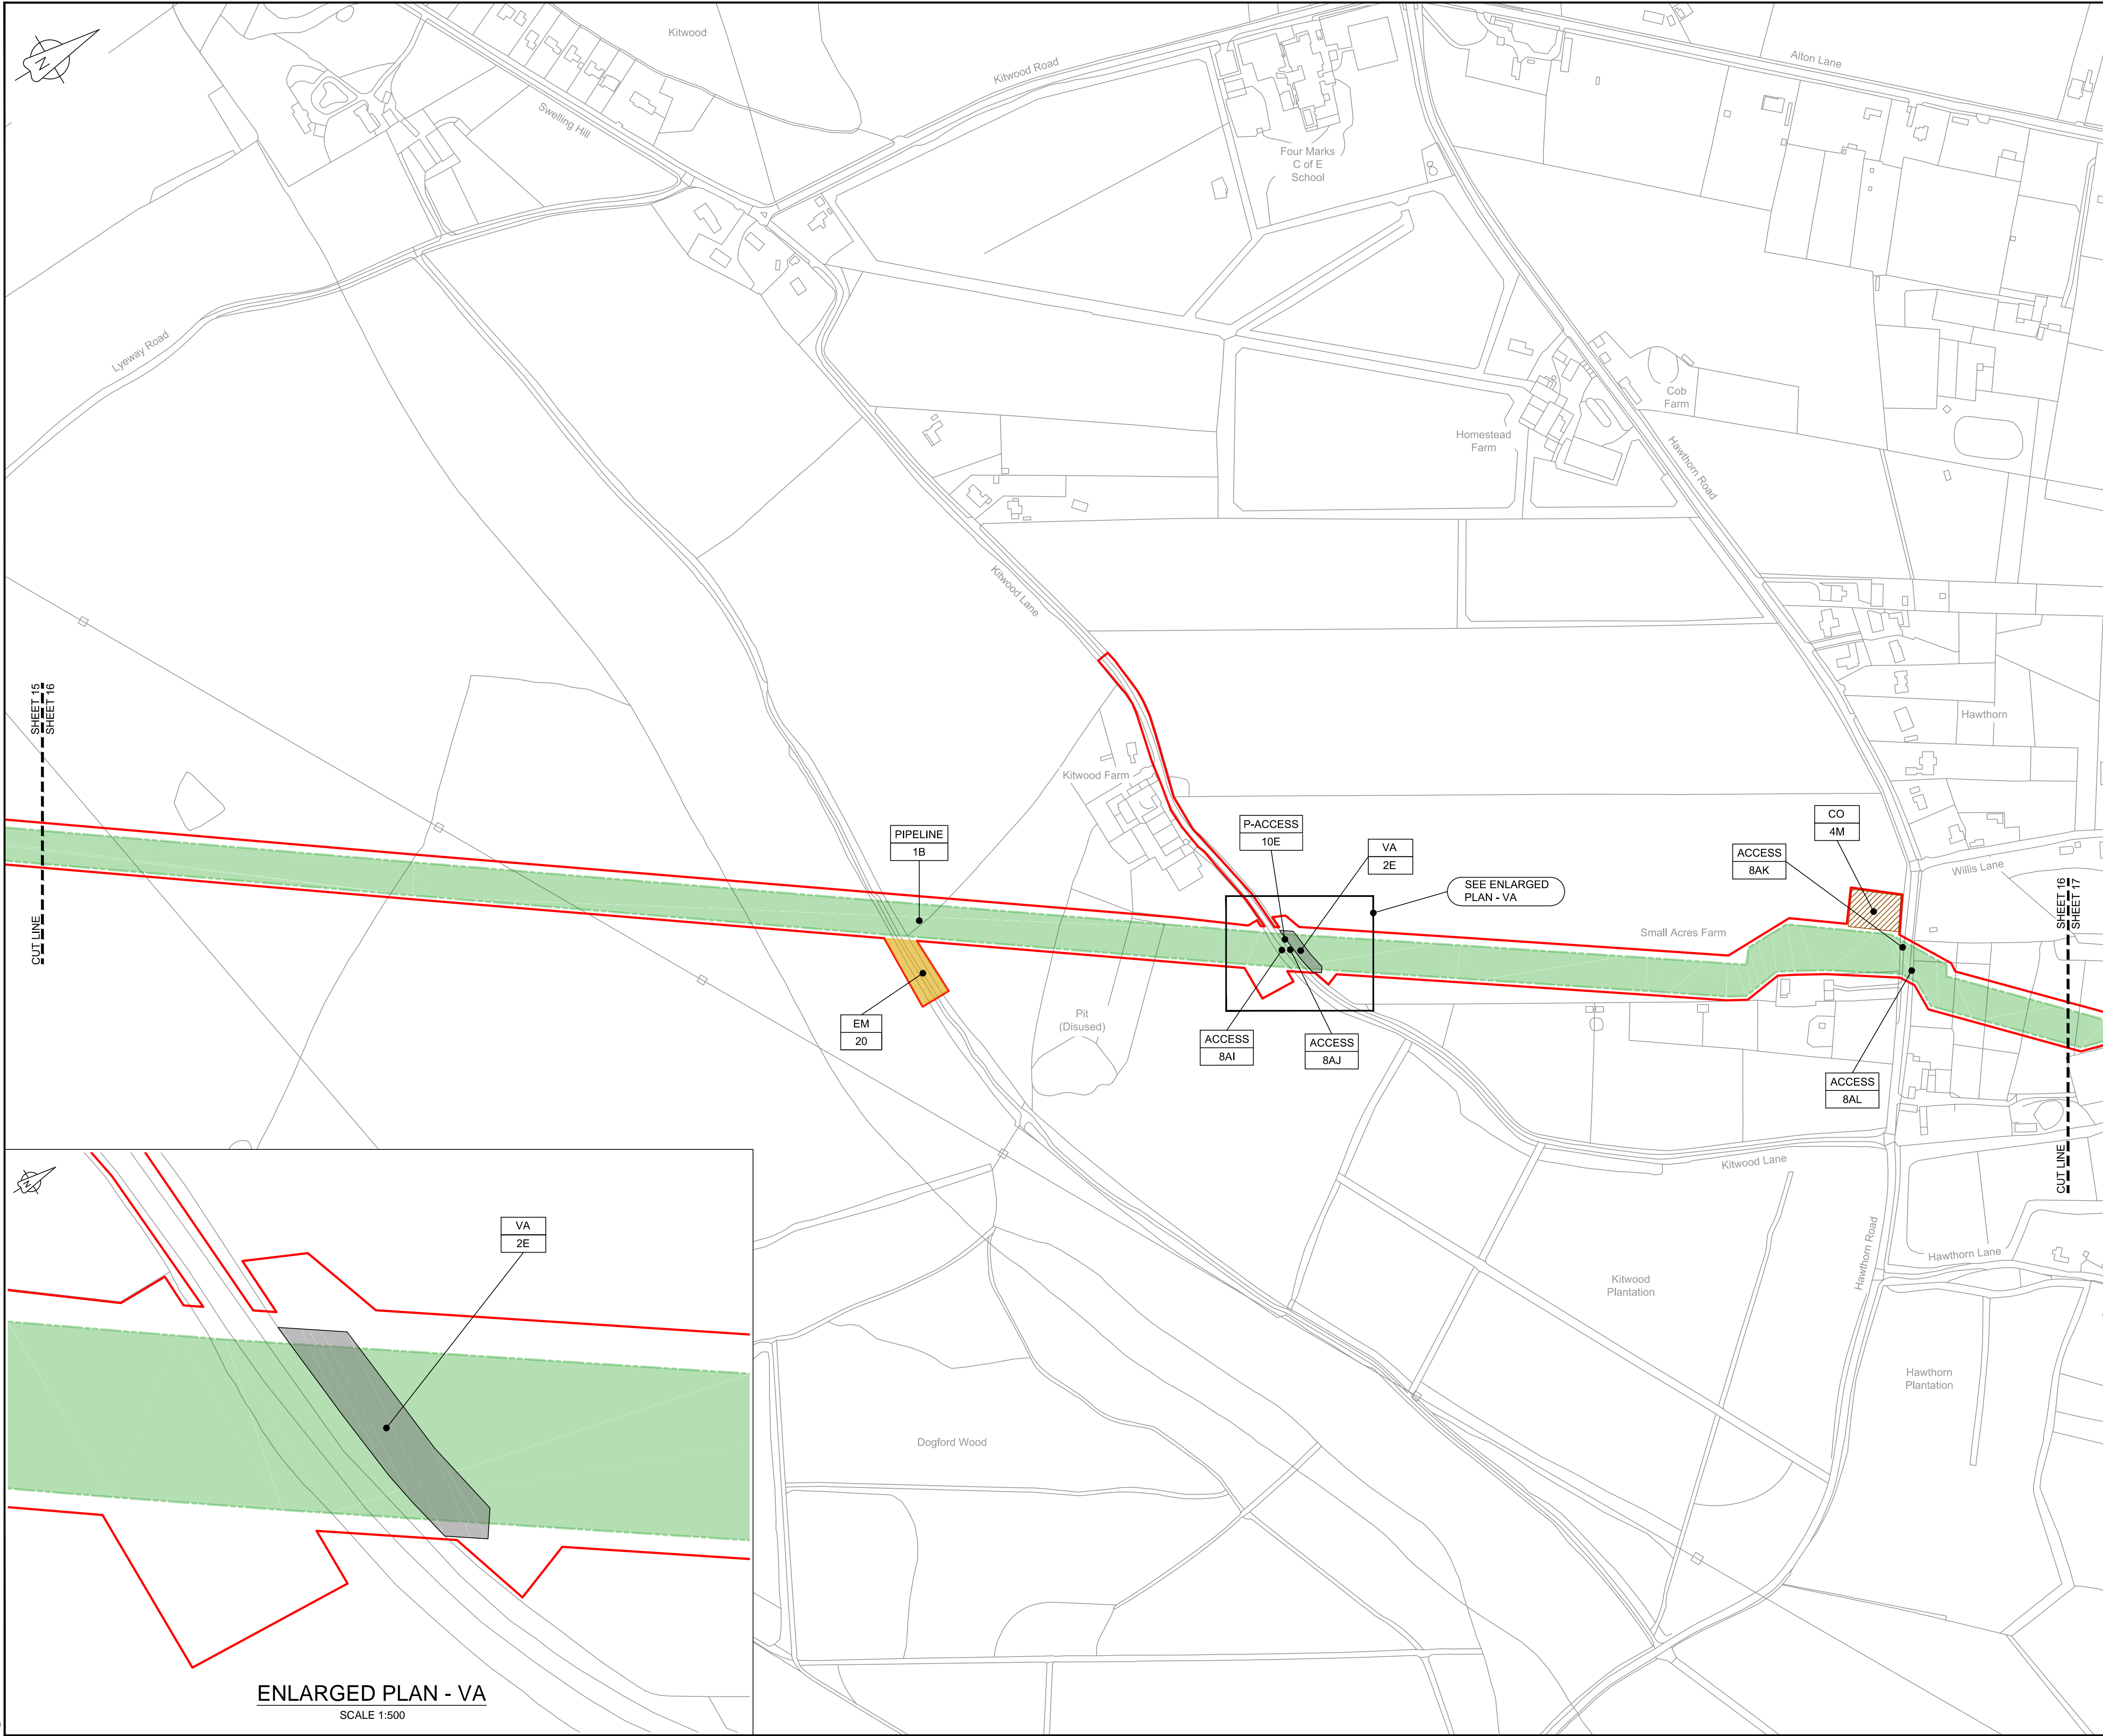 N
Kitwood
Kitwood Road
Alton Lane
Swelling Hill
Four Marks
C of E
School
Lyeway Road
Cob
Farm
Homestead
Farm
Hawthorn Road
Kitwood Lane
SHEET 15
SHEET 16
CUT LINE
Hawthorn
Kitwood Farm
PIPELINE
1B
P-ACCESS
10E
VA
2E
SEE ENLARGED
PLAN - VA
CO
4M
ACCESS
8AK
Willis Lane
SHEET 16
SHEET 17
CUT LINE
Small Acres Farm
EM
20
Pit
(Disused)
ACCESS
8AI
ACCESS
8AJ
ACCESS
8AL
Kitwood Lane
Hawthorn Road
Hawthorn Lane
Kitwood
Plantation
Hawthorn
Plantation
Dogford Wood
N
VA
2E
ENLARGED PLAN - VA
SCALE 1:500